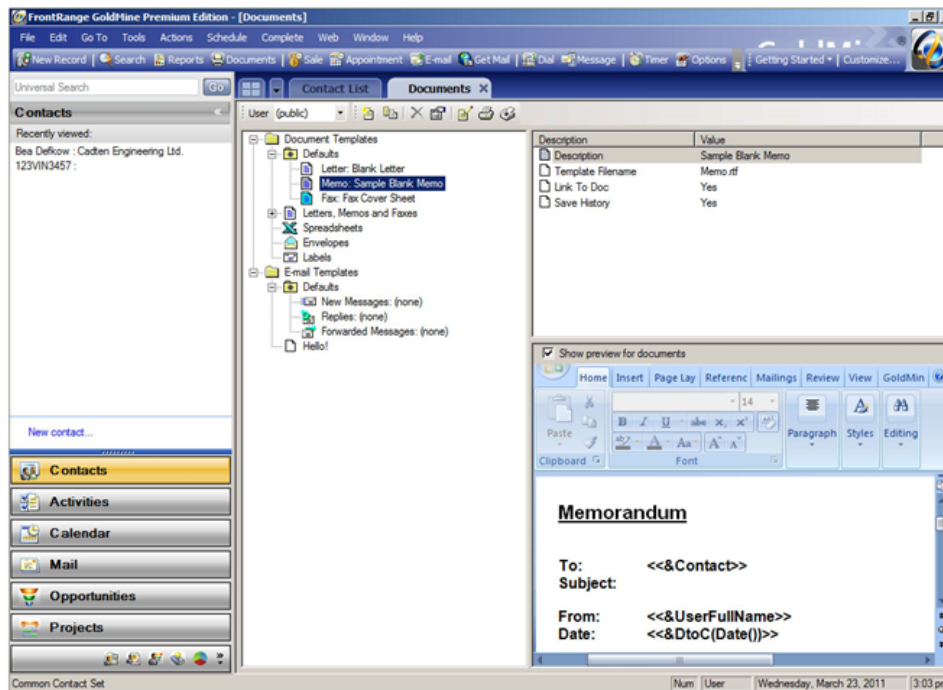 FrontRange GoldMine Premium Edition - [Documents]
File Edit Go To Tools Actions Schedule Complete Web Window Help
New Record Search Reports Documents Sale Appointment E-mail Get Mail Dial Message Timer Options Getting Started Customize...
Universal Search Go Contact List Documents
Contacts User (public)
Recently viewed:
Bea Defkow : Cadten Engineering Ltd.
123VIN3457 :
Document Templates
Defaults
Letter: Blank Letter
Memo: Sample Blank Memo
Fax: Fax Cover Sheet
Letters, Memos and Faxes
Spreadsheets
Envelopes
Labels
E-mail Templates
Defaults
New Messages: (none)
Replies: (none)
Forwarded Messages: (none)
Hello!
Description Value
Description Sample Blank Memo
Template Filename Memo.rtf
Link To Doc Yes
Save History Yes
Show preview for documents
Home Insert Page Lay Referenc Mailings Review View GoldMin
14
B I U abc x, x²
Paste Aa A A Paragraph Styles Editing
Clipboard Font
Memorandum
To: <<&Contact>>
Subject:
From: <<&UserFullName>>
Date: <<&DtoC(Date())>>
New contact...
Contacts
Activities
Calendar
Mail
Opportunities
Projects
Common Contact Set Num User Wednesday, March 23, 2011 3:03 pm